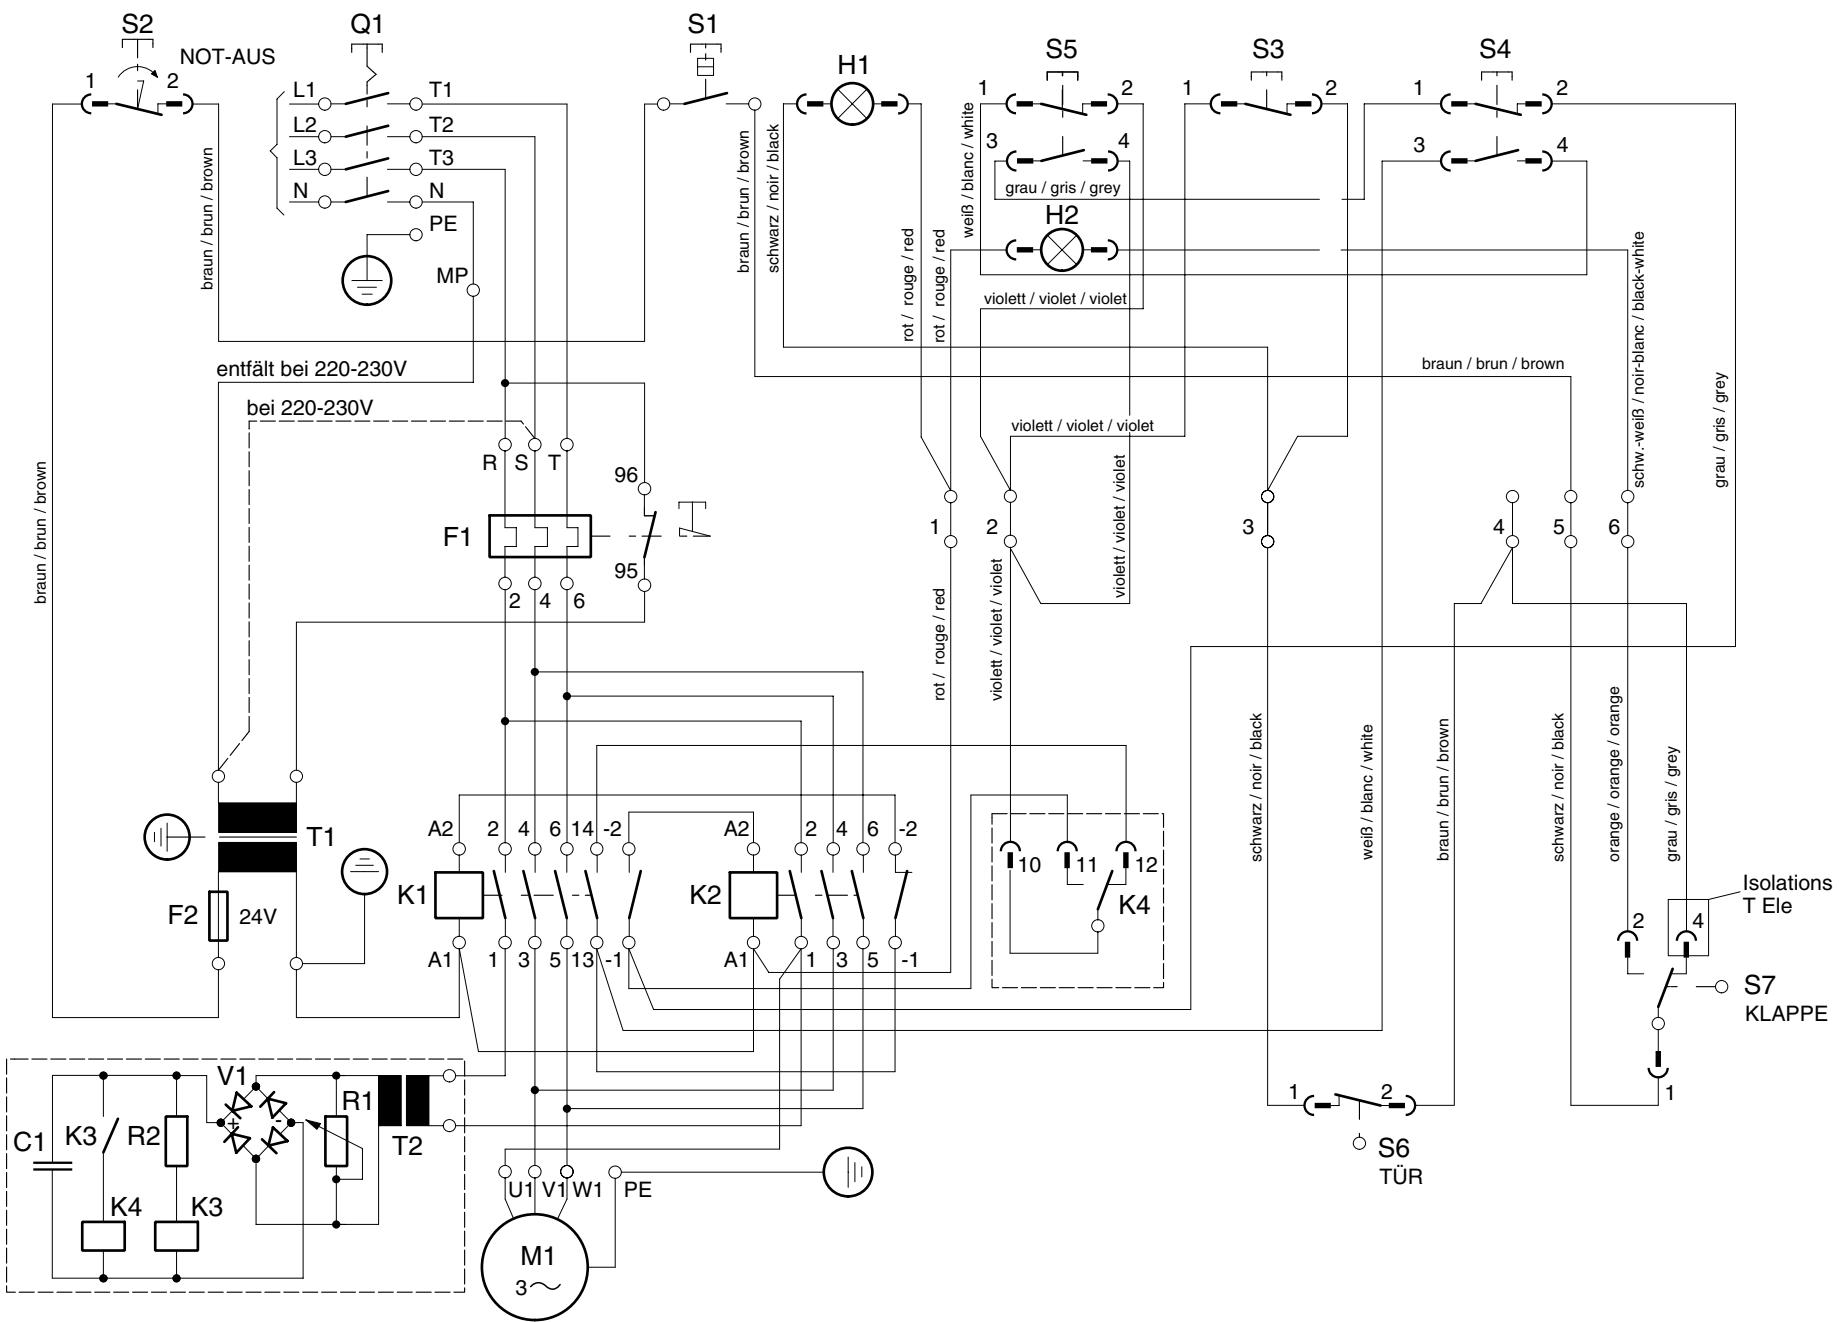 S2
NOT-AUS
1 2
Q1
L1 T1
L2 T2
L3 T3
N N
PE
MP
S1
H1
S5
1 2
3 4
grau / gris / grey
H2
S3
1 2
S4
1 2
3 4
braun / brun / brown
braun / brun / brown
schwarz / noir / black
rot / rouge / red
rot / rouge / red
weiß / blanc / white
violett / violet / violet
schw.-weiß / noir-blanc / black-white
entfält bei 220-230V
bei 220-230V
braun / brun / brown
violett / violet / violet
grau / gris / grey
braun / brun / brown
R S T
96
F1
95
2 4 6
violett / violet / violet
1 2 3 4 5 6
rot / rouge / red
violett / violet / violet
schwarz / noir / black
weiß / blanc / white
braun / brun / brown
schwarz / noir / black
orange / orange / orange
grau / gris / grey
T1
F2 24V
A2 2 4 6 14 -2
K1
A1 1 3 5 13 -1
A2 2 4 6 -2
K2
A1 1 3 5 -1
10 11 12
K4
Isolations
T Ele
2 4
S7
KLAPPE
1
1 2
S6
TÜR
V1
+ -
R1
C1 K3 R2
T2
K4 K3
U1 V1 W1 PE
M1
3